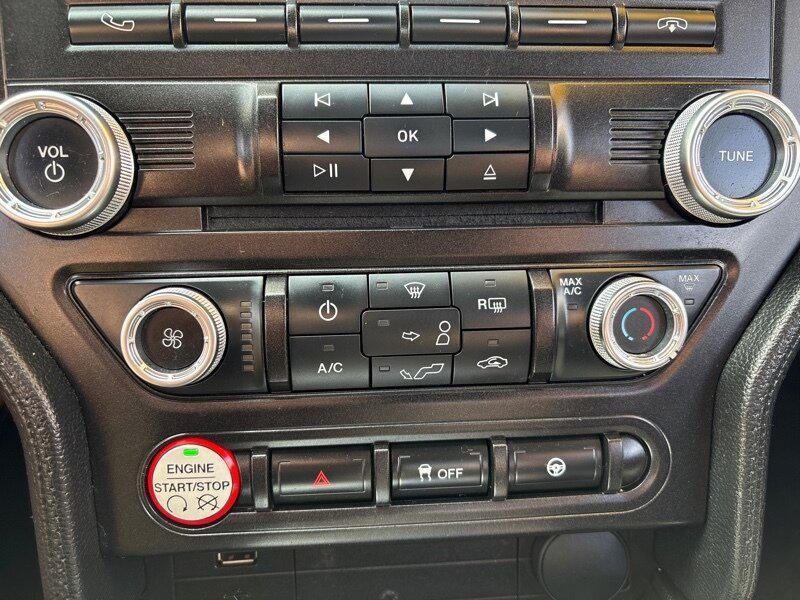 VOL
OK
TUNE
MAX
A/C
MAX
R
A/C
ENGINE
START/STOP
OFF